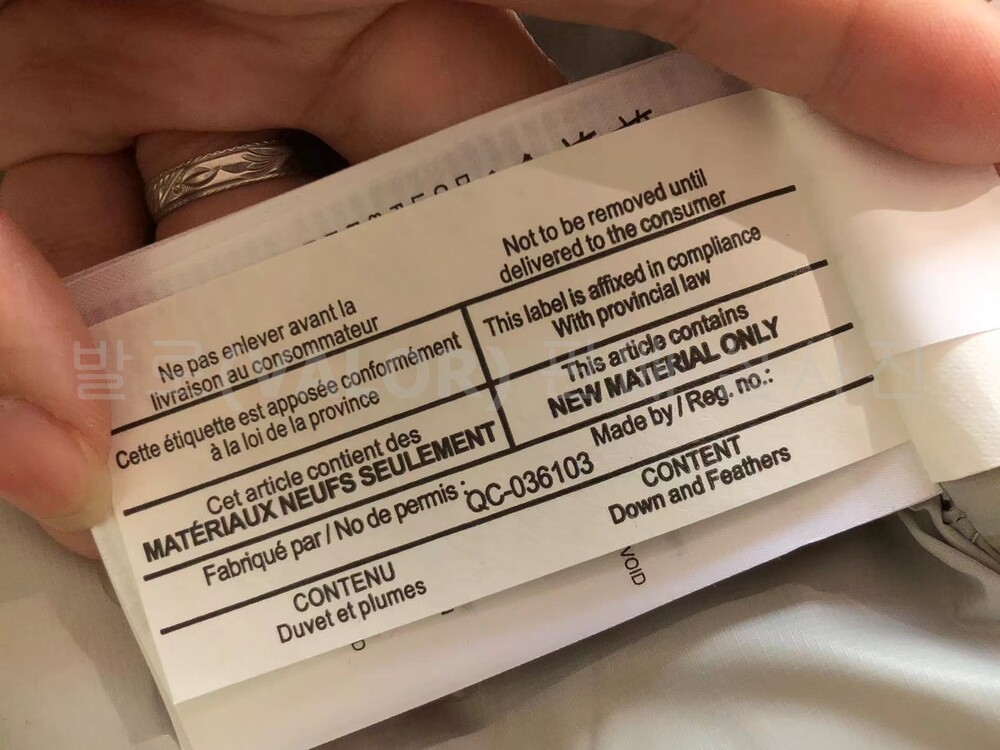 Ne pas enlever avant la
livraison au consommateur
Not to be removed until
delivered to the consumer
Cette étiquette est apposée conformément
à la loi de la province
This label is affixed in compliance
With provincial law
Cet article contient des
MATÉRIAUX NEUFS SEULEMENT
This article contains
NEW MATERIAL ONLY
Fabriqué par / No de permis : QC-036103 Made by / Reg. no.:
CONTENU
Duvet et plumes
CONTENT
Down and Feathers
VOID
발로(VALOR)